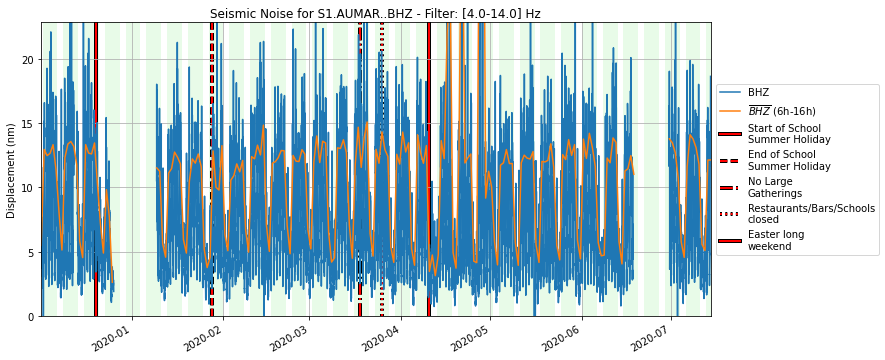 Seismic Noise for S1.AUMAR..BHZ - Filter: [4.0-14.0] Hz
Displacement (nm)
20
15
10
5
0
2020-01
2020-02
2020-03
2020-04
2020-05
2020-06
2020-07
BHZ
BHZ (6h-16h)
Start of School
Summer Holiday
End of School
Summer Holiday
No Large
Gatherings
Restaurants/Bars/Schools
closed
Easter long
weekend